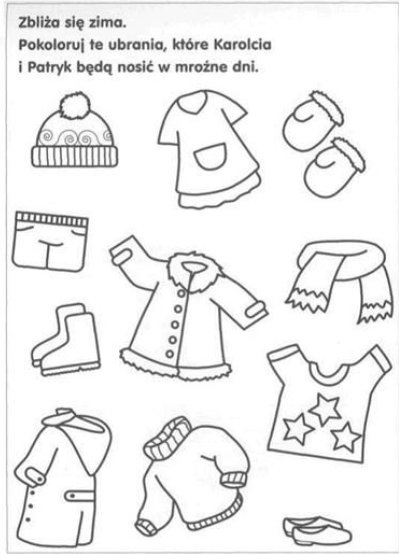 Zbliża się zima.
Pokoloruj te ubrania, które Karolcia
i Patryk będą nosić w mroźne dni.